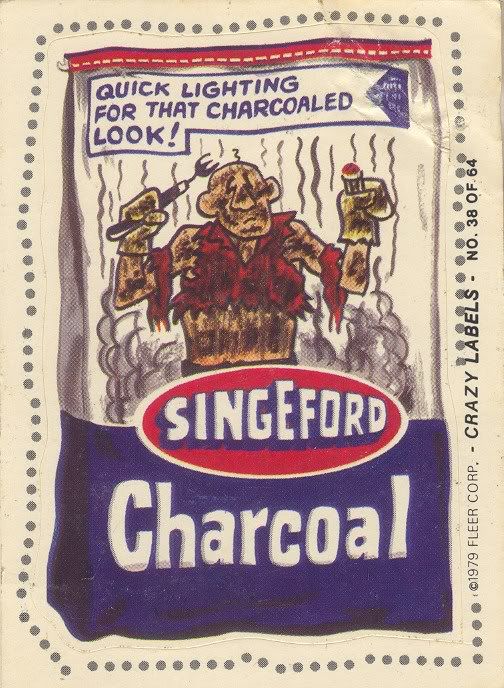 QUICK LIGHTING
FOR THAT CHARCOALED
LOOK!
SINGEFORD
Charcoal
©1979 FLEER CORP. - CRAZY LABELS - NO. 38 OF 64